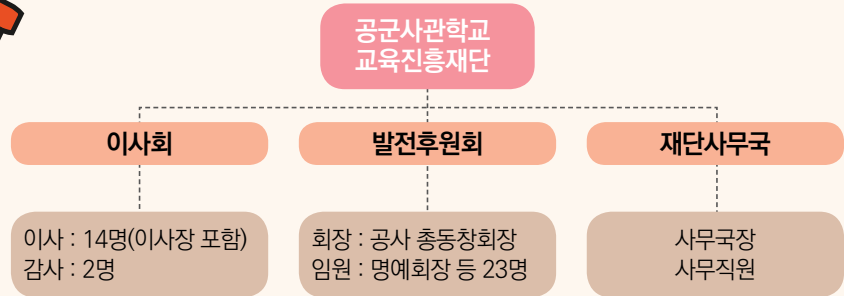 공군사관학교
교육진흥재단
이사회
발전후원회
재단사무국
이사 : 14명(이사장 포함)
감사 : 2명
회장 : 공사 총동창회장
임원 : 명예회장 등 23명
사무국장
사무직원